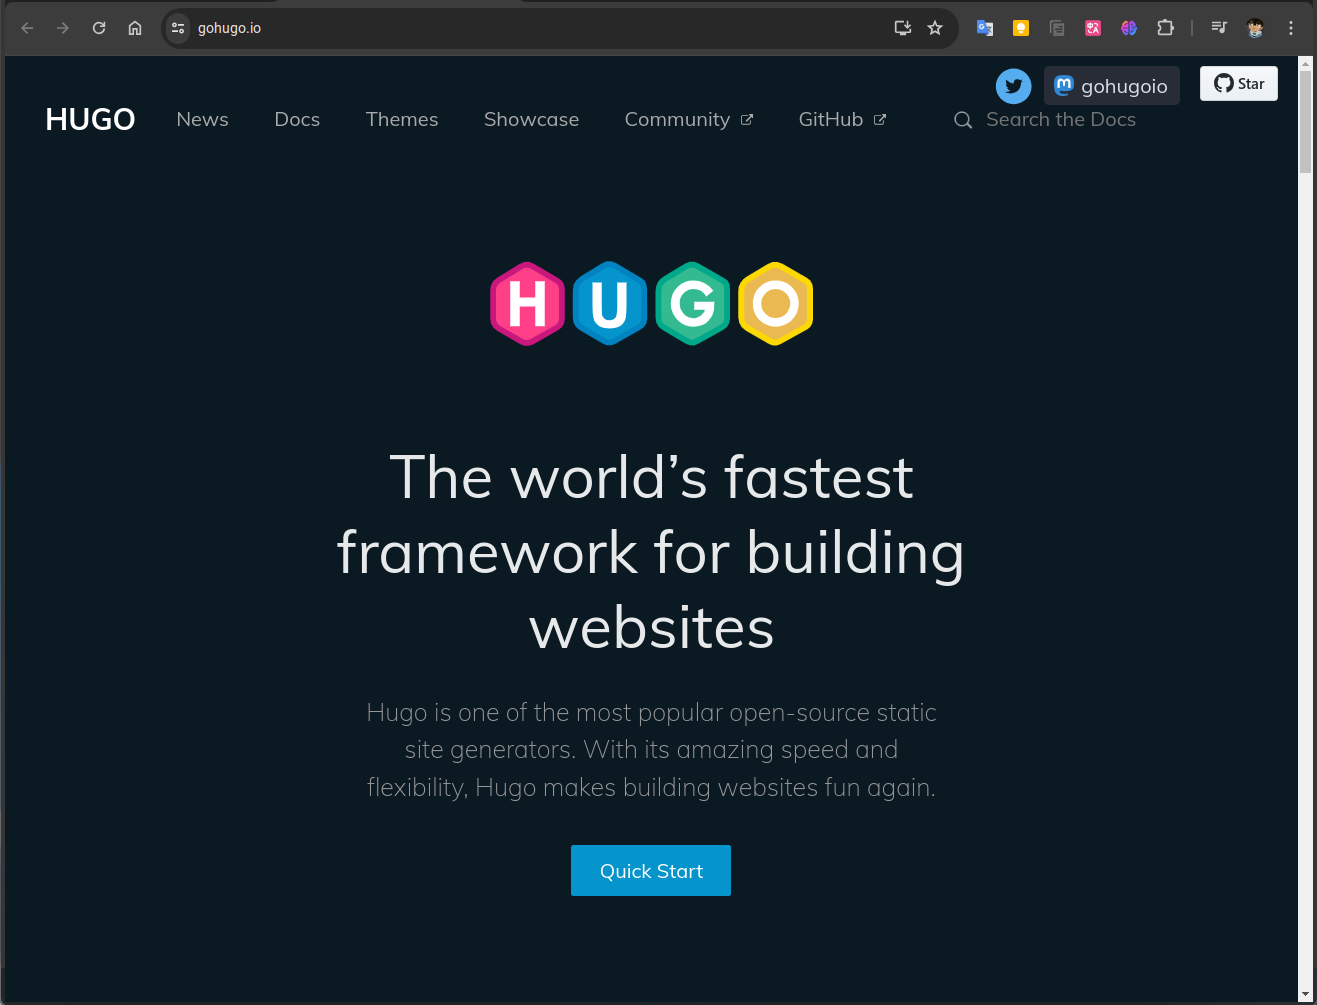 gohugo.io
gohugoio
Star
HUGO News Docs Themes Showcase Community GitHub Search the Docs
HUGO
The world’s fastest
framework for building
websites
Hugo is one of the most popular open-source static
site generators. With its amazing speed and
flexibility, Hugo makes building websites fun again.
Quick Start